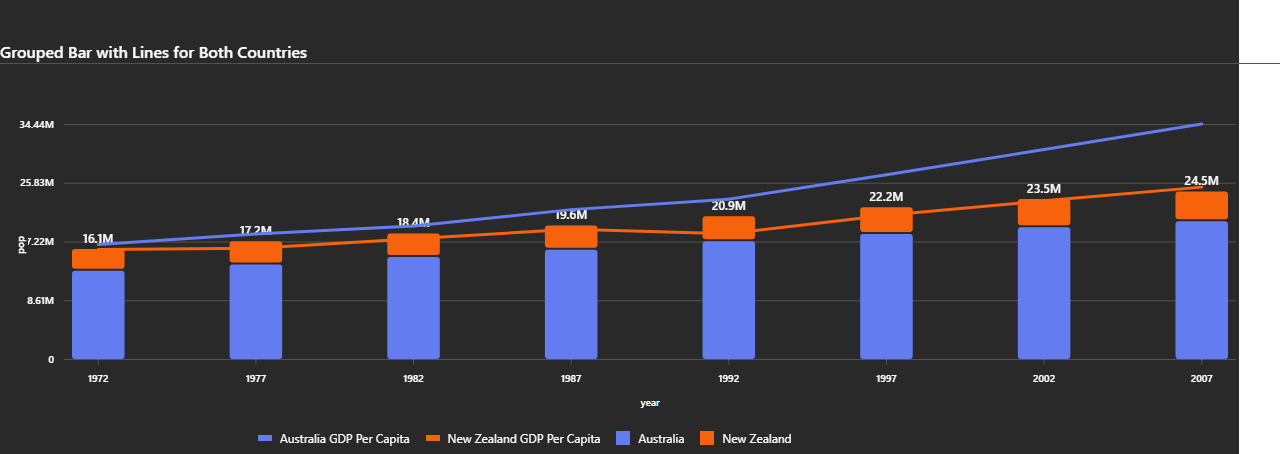 Grouped Bar with Lines for Both Countries
34.44M
25.83M
7.22M
8.61M
0
pop
16.1M
17.2M
18.4M
19.6M
20.9M
22.2M
23.5M
24.5M
1972 1977 1982 1987 1992 1997 2002 2007
year
Australia GDP Per Capita New Zealand GDP Per Capita Australia New Zealand